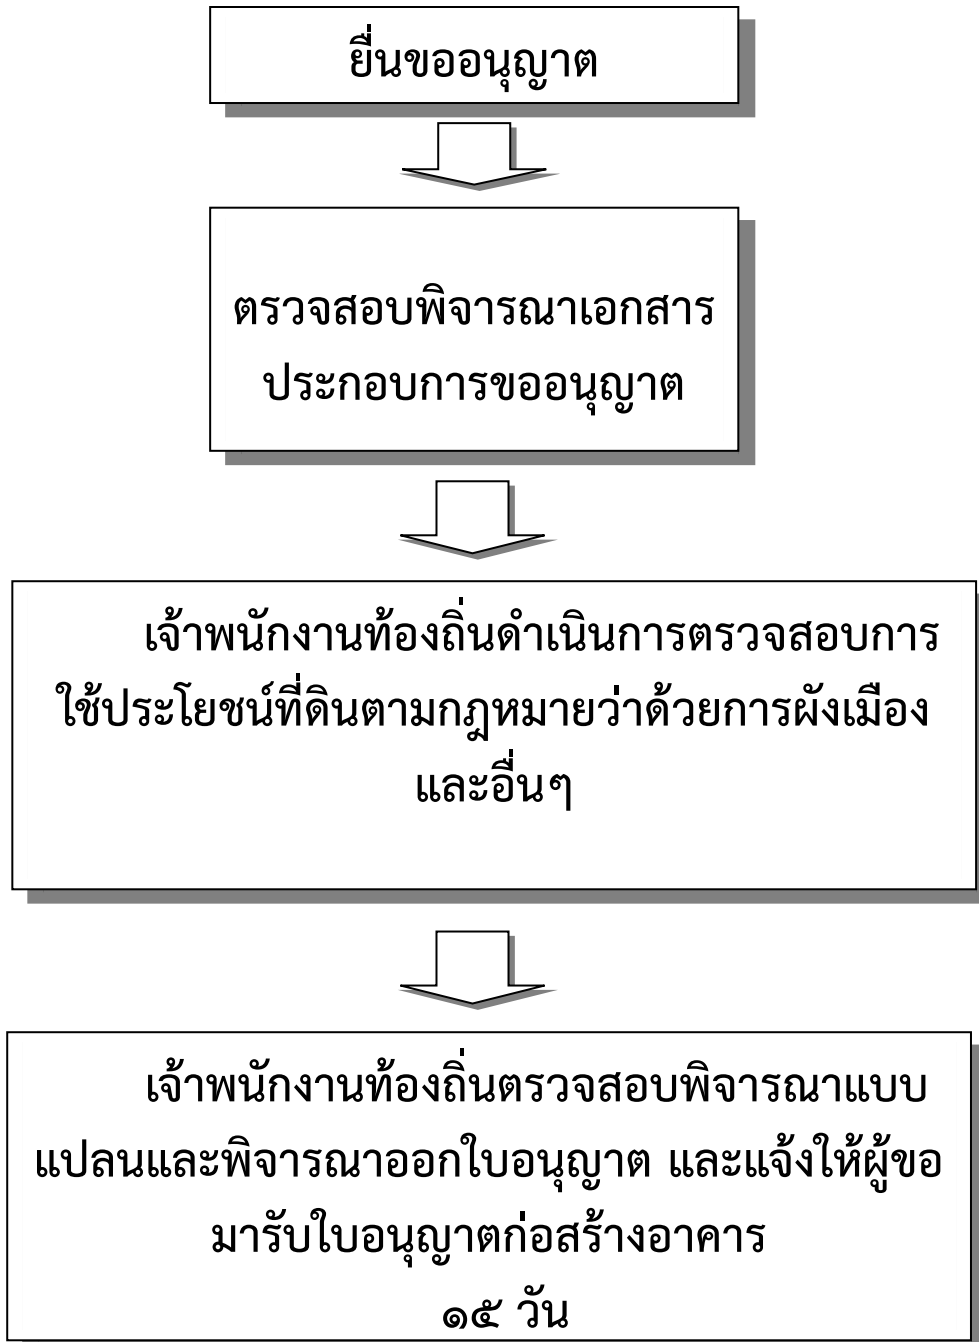 ยื่นขออนุญาต
ตรวจสอบพิจารณาเอกสาร
ประกอบการขออนุญาต
เจ้าพนักงานท้องถิ่นดำเนินการตรวจสอบการ
ใช้ประโยชน์ที่ดินตามกฎหมายว่าด้วยการผังเมือง
และอื่นๆ
เจ้าพนักงานท้องถิ่นตรวจสอบพิจารณาแบบ
แปลนและพิจารณาออกใบอนุญาต และแจ้งให้ผู้ขอ
มารับใบอนุญาตก่อสร้างอาคาร
๑๕ วัน